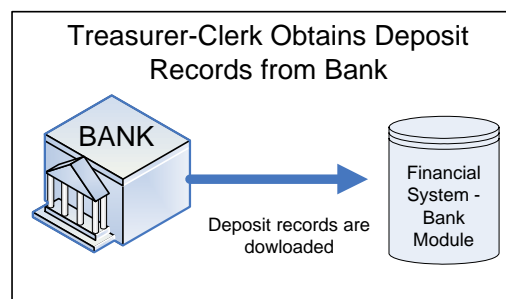 Treasurer-Clerk Obtains Deposit
Records from Bank
BANK
Deposit records are
dowloaded
Financial
System -
Bank
Module